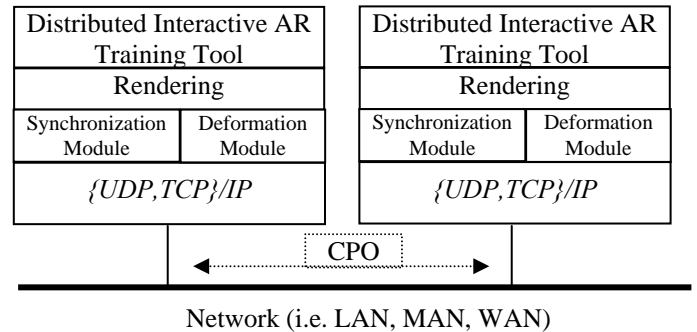 Distributed Interactive AR
Training Tool
Rendering
Synchronization
Module
Deformation
Module
{UDP,TCP}/IP
Distributed Interactive AR
Training Tool
Rendering
Synchronization
Module
Deformation
Module
{UDP,TCP}/IP
CPO
Network (i.e. LAN, MAN, WAN)